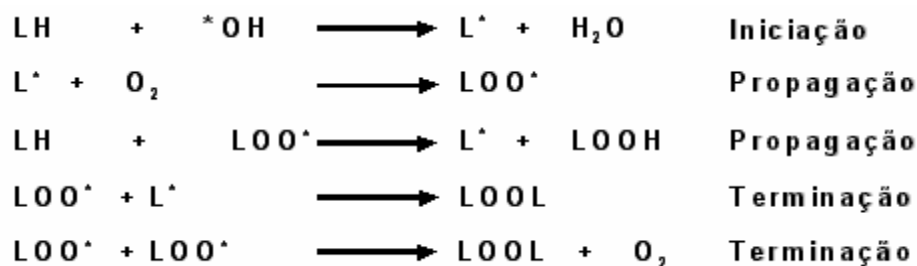 LH + *OH → L* + H₂O Iniciação
L* + O₂ → LOO* Propagação
LH + LOO* → L* + LOOH Propagação
LOO* + L* → LOOL Terminação
LOO* + LOO* → LOOL + O₂ Terminação